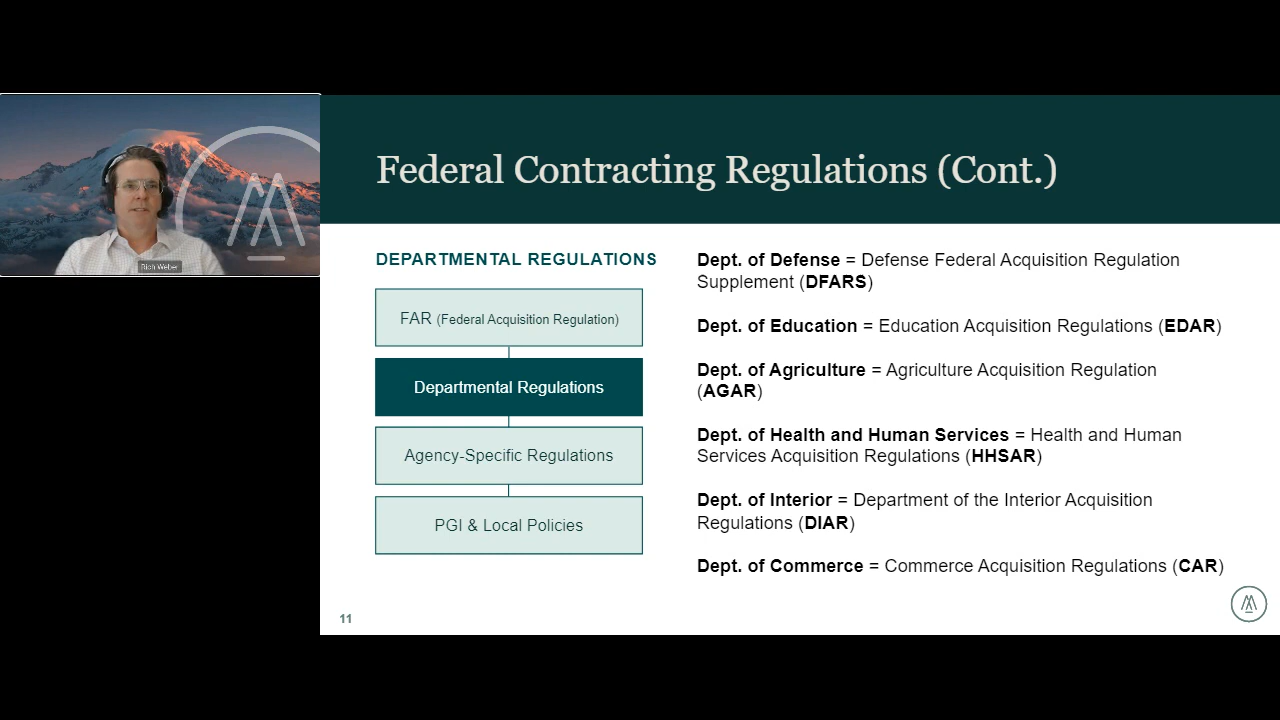 Rich Weber
Federal Contracting Regulations (Cont.)
DEPARTMENTAL REGULATIONS
FAR (Federal Acquisition Regulation)
Departmental Regulations
Agency-Specific Regulations
PGI & Local Policies
Dept. of Defense = Defense Federal Acquisition Regulation
Supplement (DFARS)
Dept. of Education = Education Acquisition Regulations (EDAR)
Dept. of Agriculture = Agriculture Acquisition Regulation
(AGAR)
Dept. of Health and Human Services = Health and Human
Services Acquisition Regulations (HHSAR)
Dept. of Interior = Department of the Interior Acquisition
Regulations (DIAR)
Dept. of Commerce = Commerce Acquisition Regulations (CAR)
11